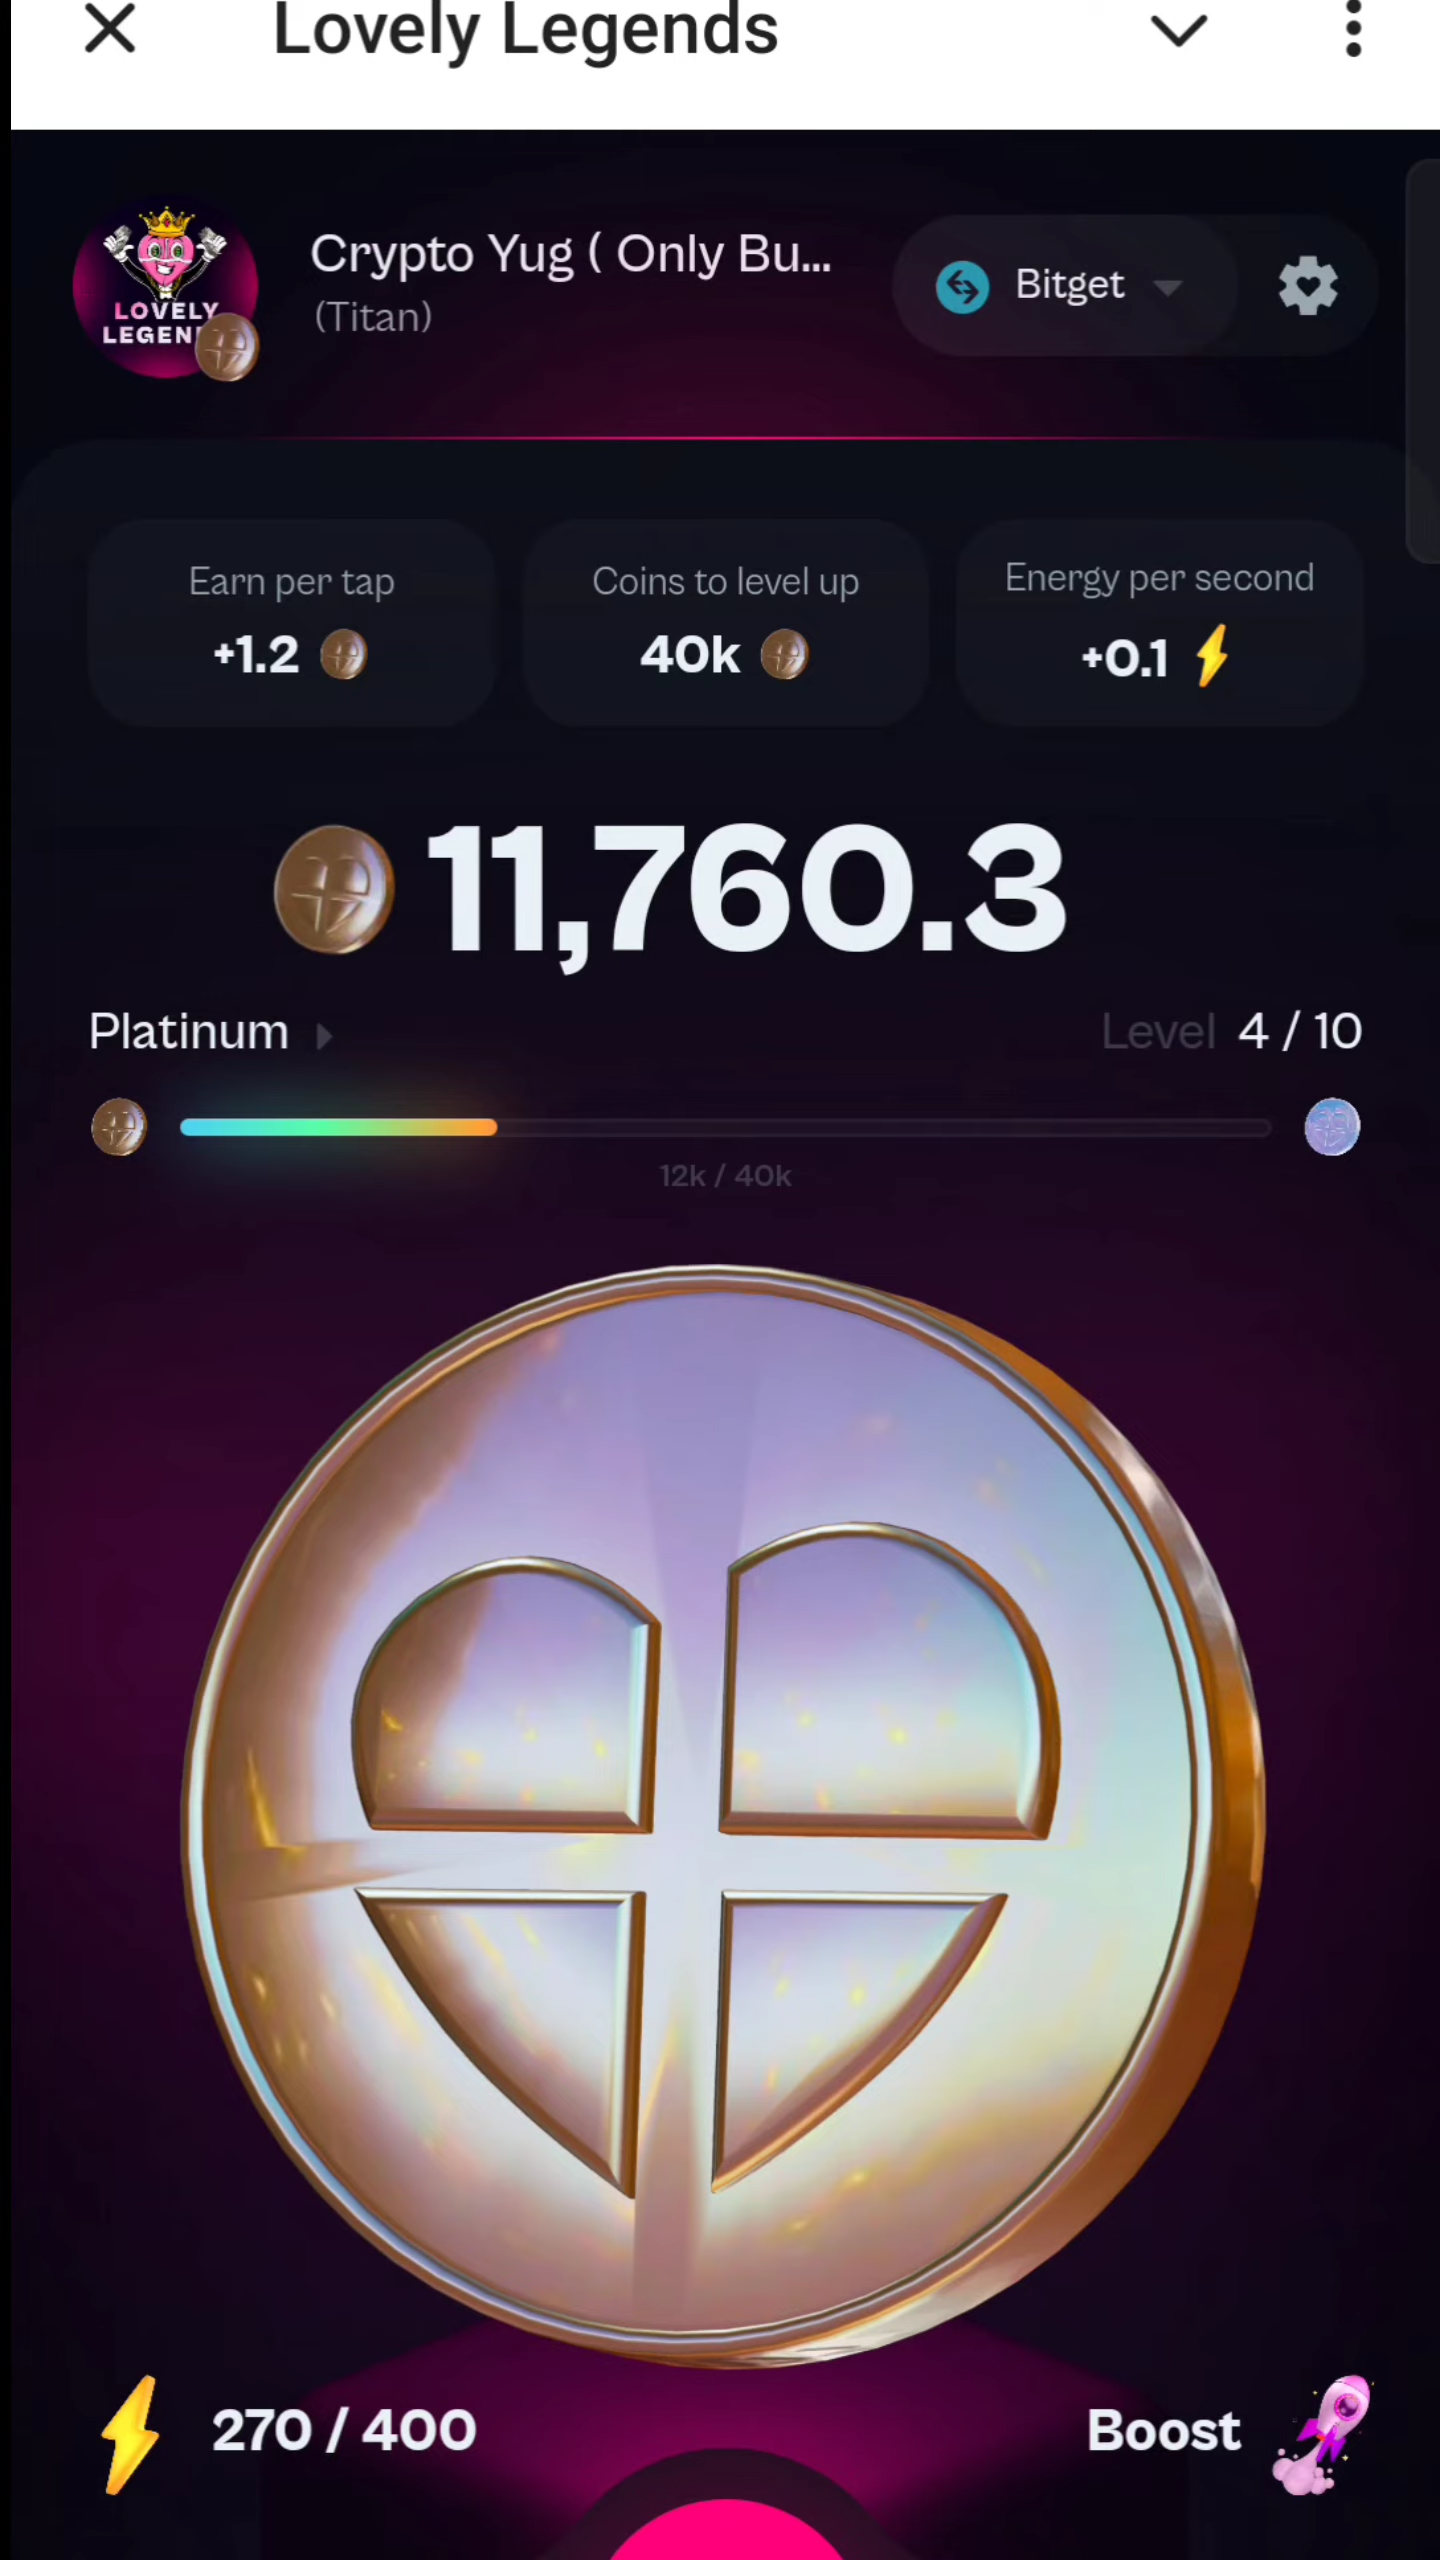 Lovely Legends
LOVELY
LEGEN
Crypto Yug ( Only Bu...
(Titan)
Bitget
Earn per tap
+1.2
Coins to level up
40k
Energy per second
+0.1
11,760.3
Platinum
Level 4 / 10
12k / 40k
270 / 400
Boost